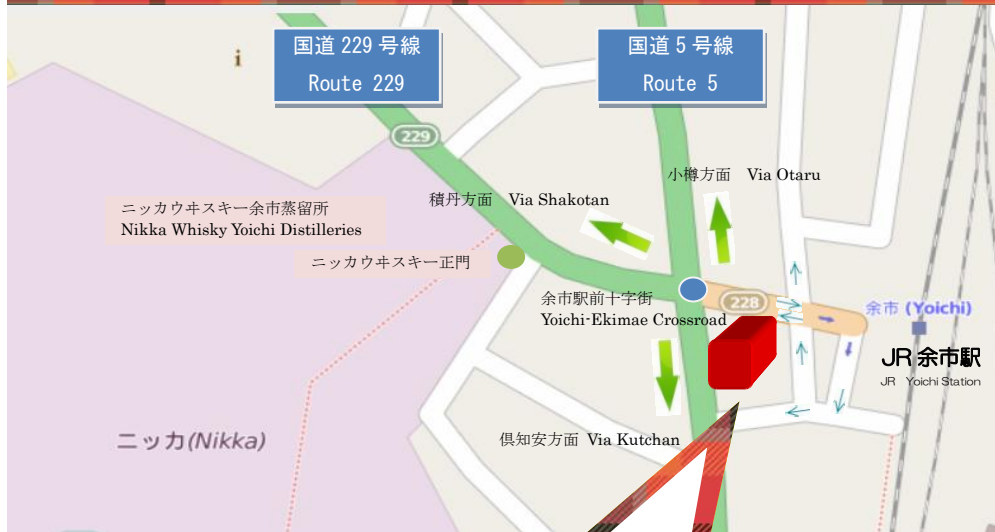 国道 229 号線
Route 229
国道 5 号線
Route 5
i
229
小樽方面 Via Otaru
積丹方面 Via Shakotan
ニッカウヰスキー余市蒸留所
Nikka Whisky Yoichi Distilleries
ニッカウヰスキー正門
余市駅前十字街
Yoichi-Ekimae Crossroad
228
余市 (Yoichi)
JR 余市駅
JR Yoichi Station
倶知安方面 Via Kutchan
ニッカ(Nikka)